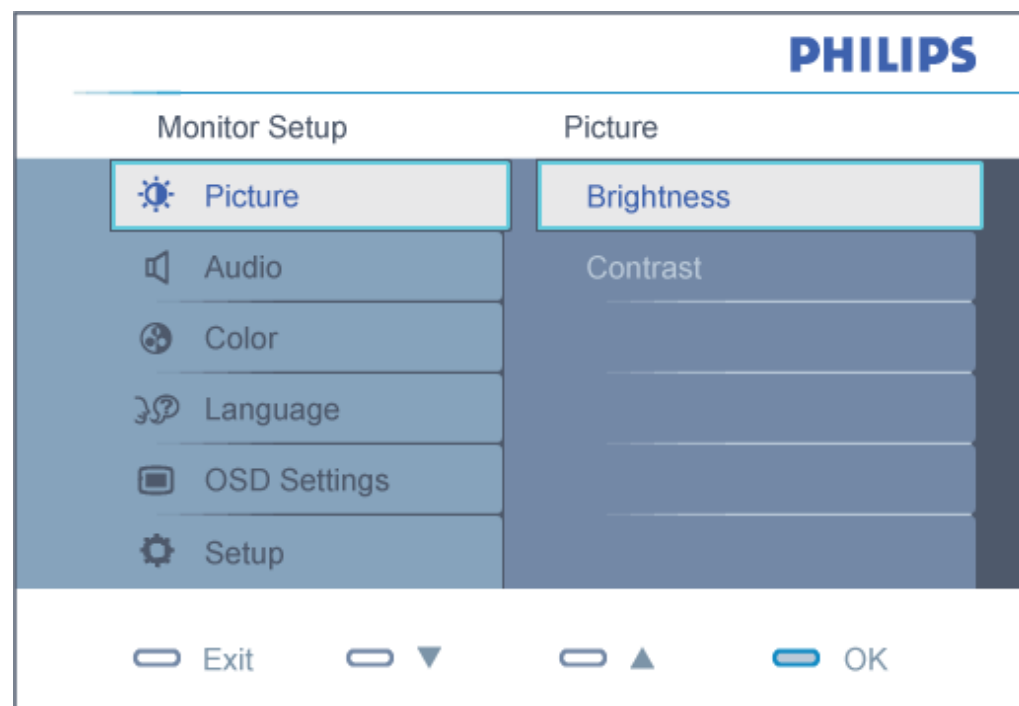 PHILIPS
Monitor Setup
Picture
Picture
Brightness
Audio
Contrast
Color
Language
OSD Settings
Setup
Exit
OK